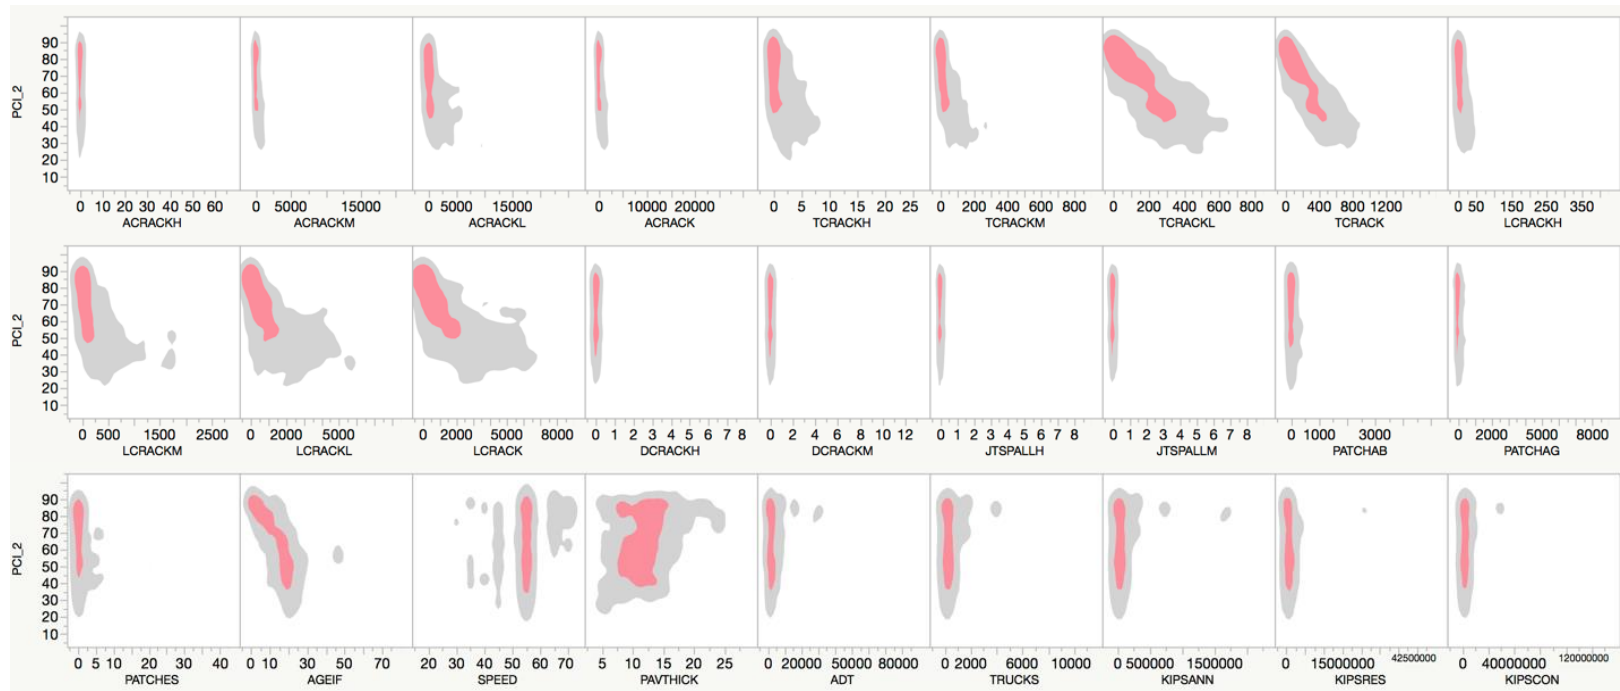 PCI_2
90
80
70
60
50
40
30
20
10
0 10 20 30 40 50 60
0 5000 15000
0 5000 15000
0 10000 20000
0 5 10 15 20 25
0 200 400 600 800
0 200 400 600 800
0 400 800 1200
0 50 150 250 350
ACRACKH
ACRACKM
ACRACKL
ACRACK
TCRACKH
TCRACKM
TCRACKL
TCRACK
LCRACKH
PCI_2
90
80
70
60
50
40
30
20
10
0 500 1500 2500
0 2000 5000
0 2000 4000 8000
0 1 2 3 4 5 6 7 8
0 2 4 6 8 10 12
0 1 2 3 4 5 6 7 8
0 1 2 3 4 5 6 7 8
0 1000 3000
0 2000 4000 8000
LCRACKM
LCRACKL
LCRACK
DCRACKH
DCRACKM
JTSPALLH
JTSPALLM
PATCHAB
PATCHAG
PCI_2
90
80
70
60
50
40
30
20
10
0 5 10 20 30 40
0 10 30 50 70
20 30 40 50 60 70
5 10 15 20 25
0 20000 50000 80000
0 2000 6000 10000
0 500000 1500000
0 15000000 42500000
0 40000000 120000000
PATCHES
AGEIF
SPEED
PAVTHICK
ADT
TRUCKS
KIPSANN
KIPSRES
KIPSCON